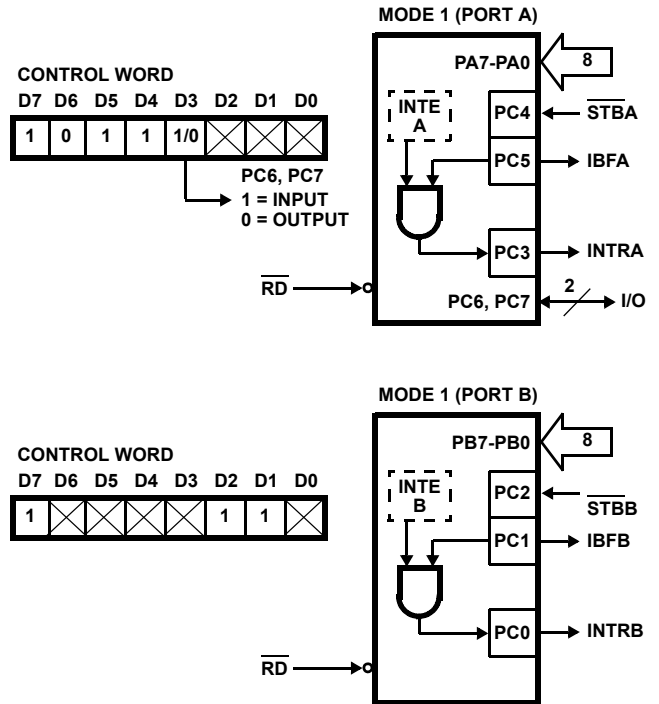 MODE 1 (PORT A)
CONTROL WORD
D7 D6 D5 D4 D3 D2 D1 D0
1 0 1 1 1/0
PC6, PC7
1 = INPUT
0 = OUTPUT
RD
PA7-PA0
8
INTE
A
PC4
STBA
PC5
IBFA
PC3
INTRA
PC6, PC7
2
I/O
MODE 1 (PORT B)
CONTROL WORD
D7 D6 D5 D4 D3 D2 D1 D0
1 1 1
RD
PB7-PB0
8
INTE
B
PC2
STBB
PC1
IBFB
PC0
INTRB